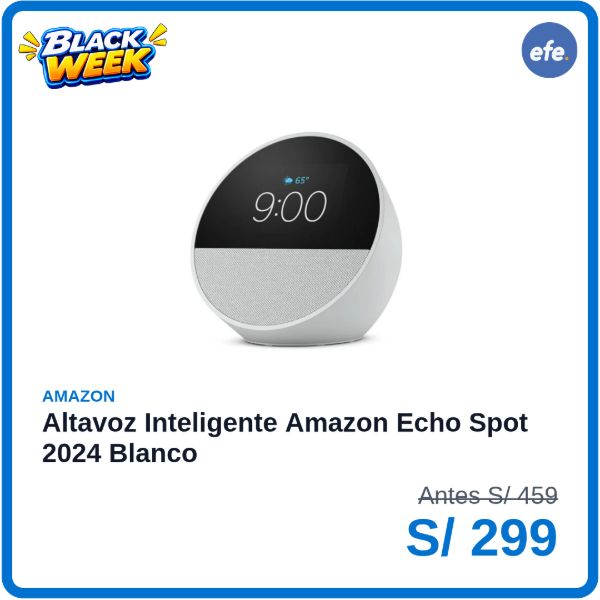 BLACK
WEEK
efe.
65°
9:00
AMAZON
Altavoz Inteligente Amazon Echo Spot
2024 Blanco
Antes S/ 459
S/ 299